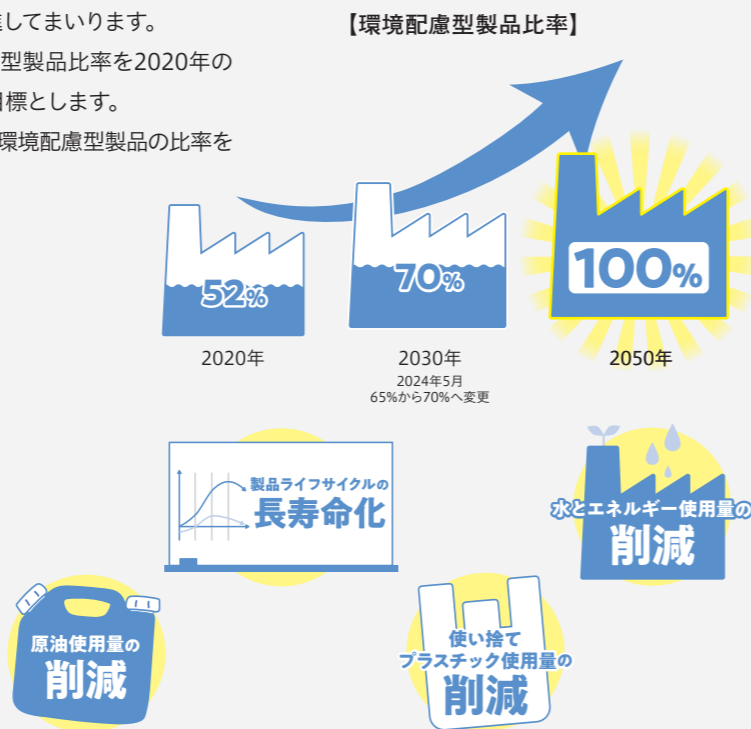 してまいります。
型製品比率を2020年の
目標とします。
環境配慮型製品の比率を
【環境配慮型製品比率】
52%
70%
100%
2020年
2030年
2024年5月
65%から70%へ変更
2050年
製品ライフサイクルの
長寿命化
水とエネルギー使用量の
削減
原油使用量の
削減
使い捨て
プラスチック使用量の
削減